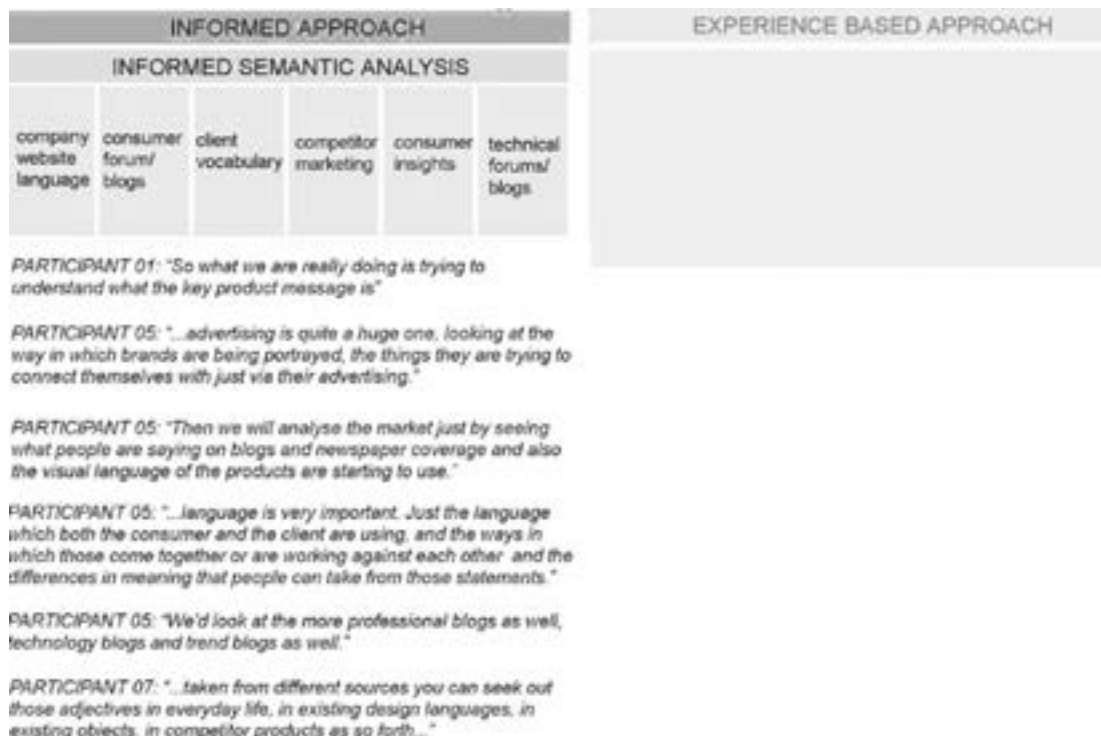 INFORMED APPROACH
EXPERIENCE BASED APPROACH
INFORMED SEMANTIC ANALYSIS
company website language
consumer forum/ blogs
client vocabulary
competitor marketing
consumer insights
technical forums/ blogs
PARTICIPANT 01: "So what we are really doing is trying to
understand what the key product message is"
PARTICIPANT 05: "...advertising is quite a huge one, looking at the
way in which brands are being portrayed, the things they are trying to
connect themselves with just via their advertising."
PARTICIPANT 05: "Then we will analyse the market just by seeing
what people are saying on blogs and newspaper coverage and also
the visual language of the products are starting to use."
PARTICIPANT 05: "...language is very important. Just the language
which both the consumer and the client are using, and the ways in
which those come together or are working against each other and the
differences in meaning that people can take from those statements."
PARTICIPANT 05: "We'd look at the more professional blogs as well,
technology blogs and trend blogs as well."
PARTICIPANT 07: "...taken from different sources you can seek out
those adjectives in everyday life, in existing design languages, in
existing objects, in competitor products as so forth..."